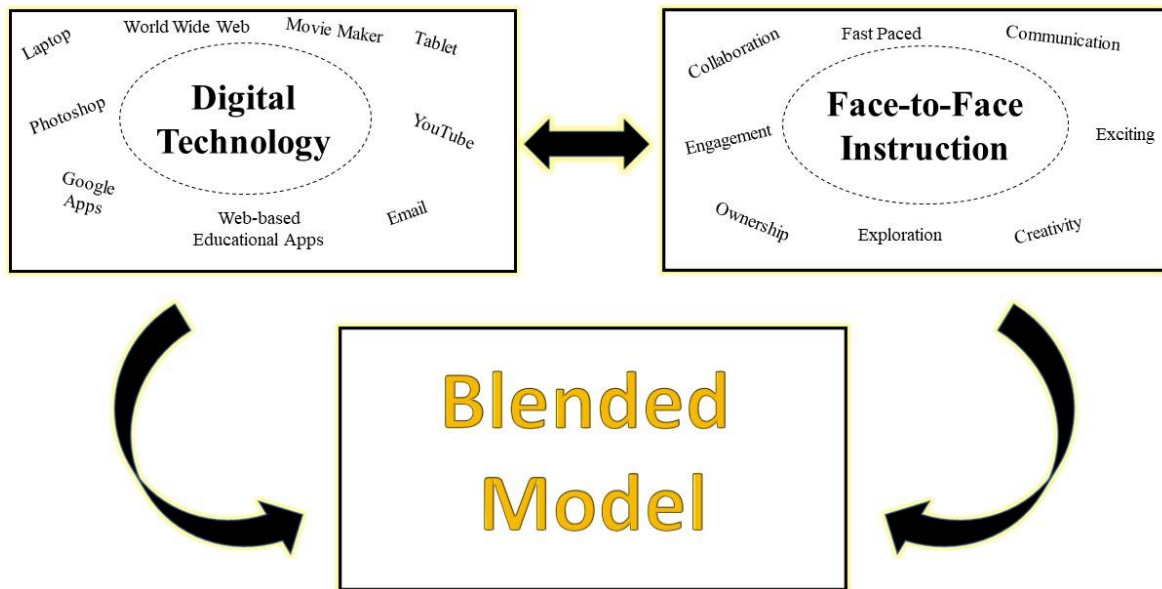 Laptop
World Wide Web
Movie Maker
Tablet
Photoshop
Digital
Technology
YouTube
Google
Apps
Web-based
Educational Apps
Email
Collaboration
Fast Paced
Communication
Engagement
Face-to-Face
Instruction
Exciting
Ownership
Exploration
Creativity
Blended
Model